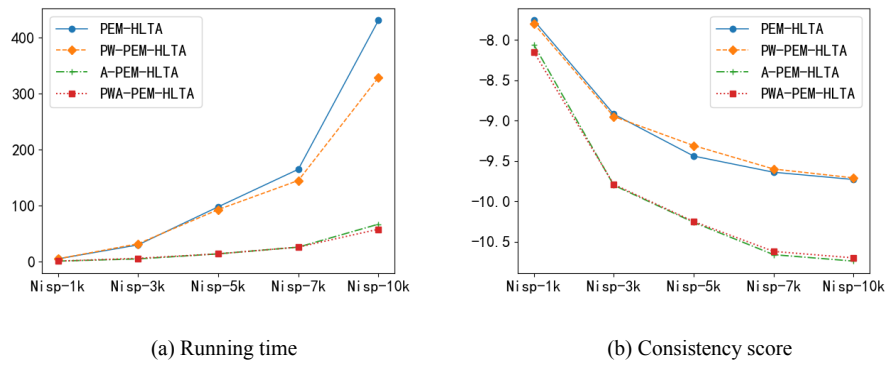 PEM-HLTA
PW-PEM-HLTA
A-PEM-HLTA
PWA-PEM-HLTA
400
300
200
100
0
Nisp-1k Nisp-3k Nisp-5k Nisp-7k Nisp-10k
(a) Running time
PEM-HLTA
PW-PEM-HLTA
A-PEM-HLTA
PWA-PEM-HLTA
-8.0
-8.5
-9.0
-9.5
-10.0
-10.5
Nisp-1k Nisp-3k Nisp-5k Nisp-7k Nisp-10k
(b) Consistency score